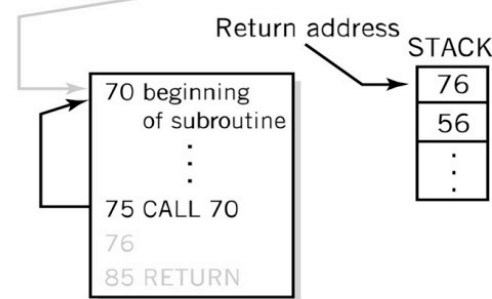 Return address
STACK
76
56
70 beginning
of subroutine
75 CALL 70
76
85 RETURN